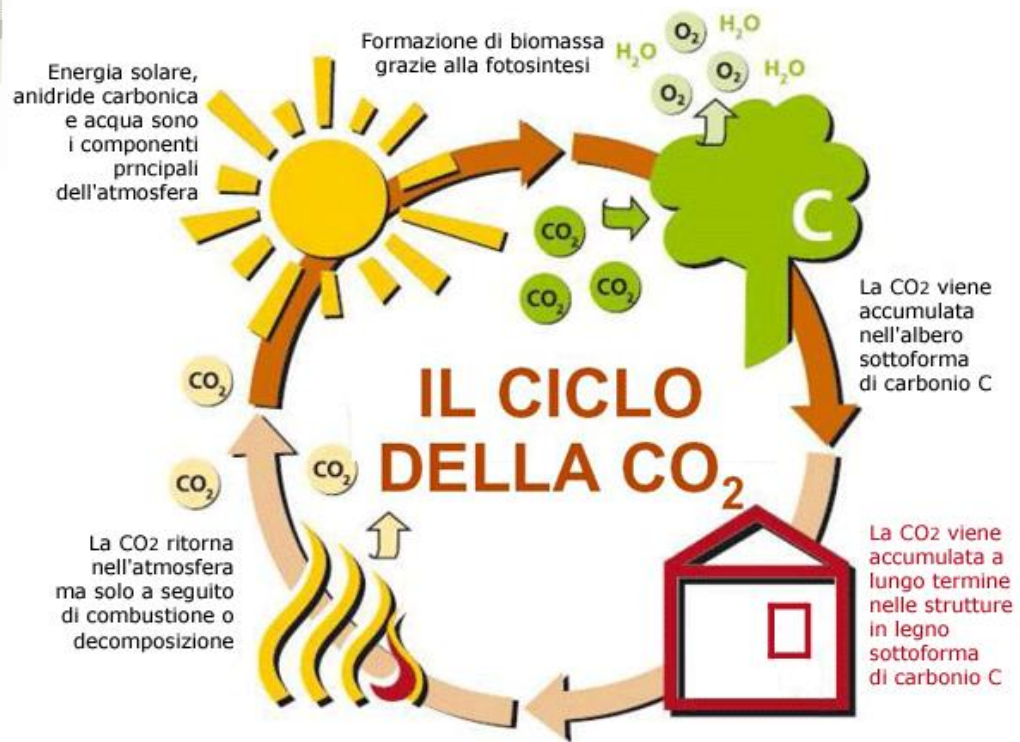 Energia solare,
anidride carbonica
e acqua sono
i componenti
prncipali
dell'atmosfera
Formazione di biomassa
grazie alla fotosintesi
H₂O
O₂
H₂O
O₂
H₂O
O₂
C
CO₂
CO₂
CO₂
La CO2 viene
accumulata
nell'albero
sottoforma
di carbonio C
IL CICLO
DELLA CO₂
CO₂
CO₂
CO₂
La CO2 ritorna
nell'atmosfera
ma solo a seguito
di combustione o
decomposizione
La CO2 viene
accumulata a
lungo termine
nelle strutture
in legno
sottoforma
di carbonio C